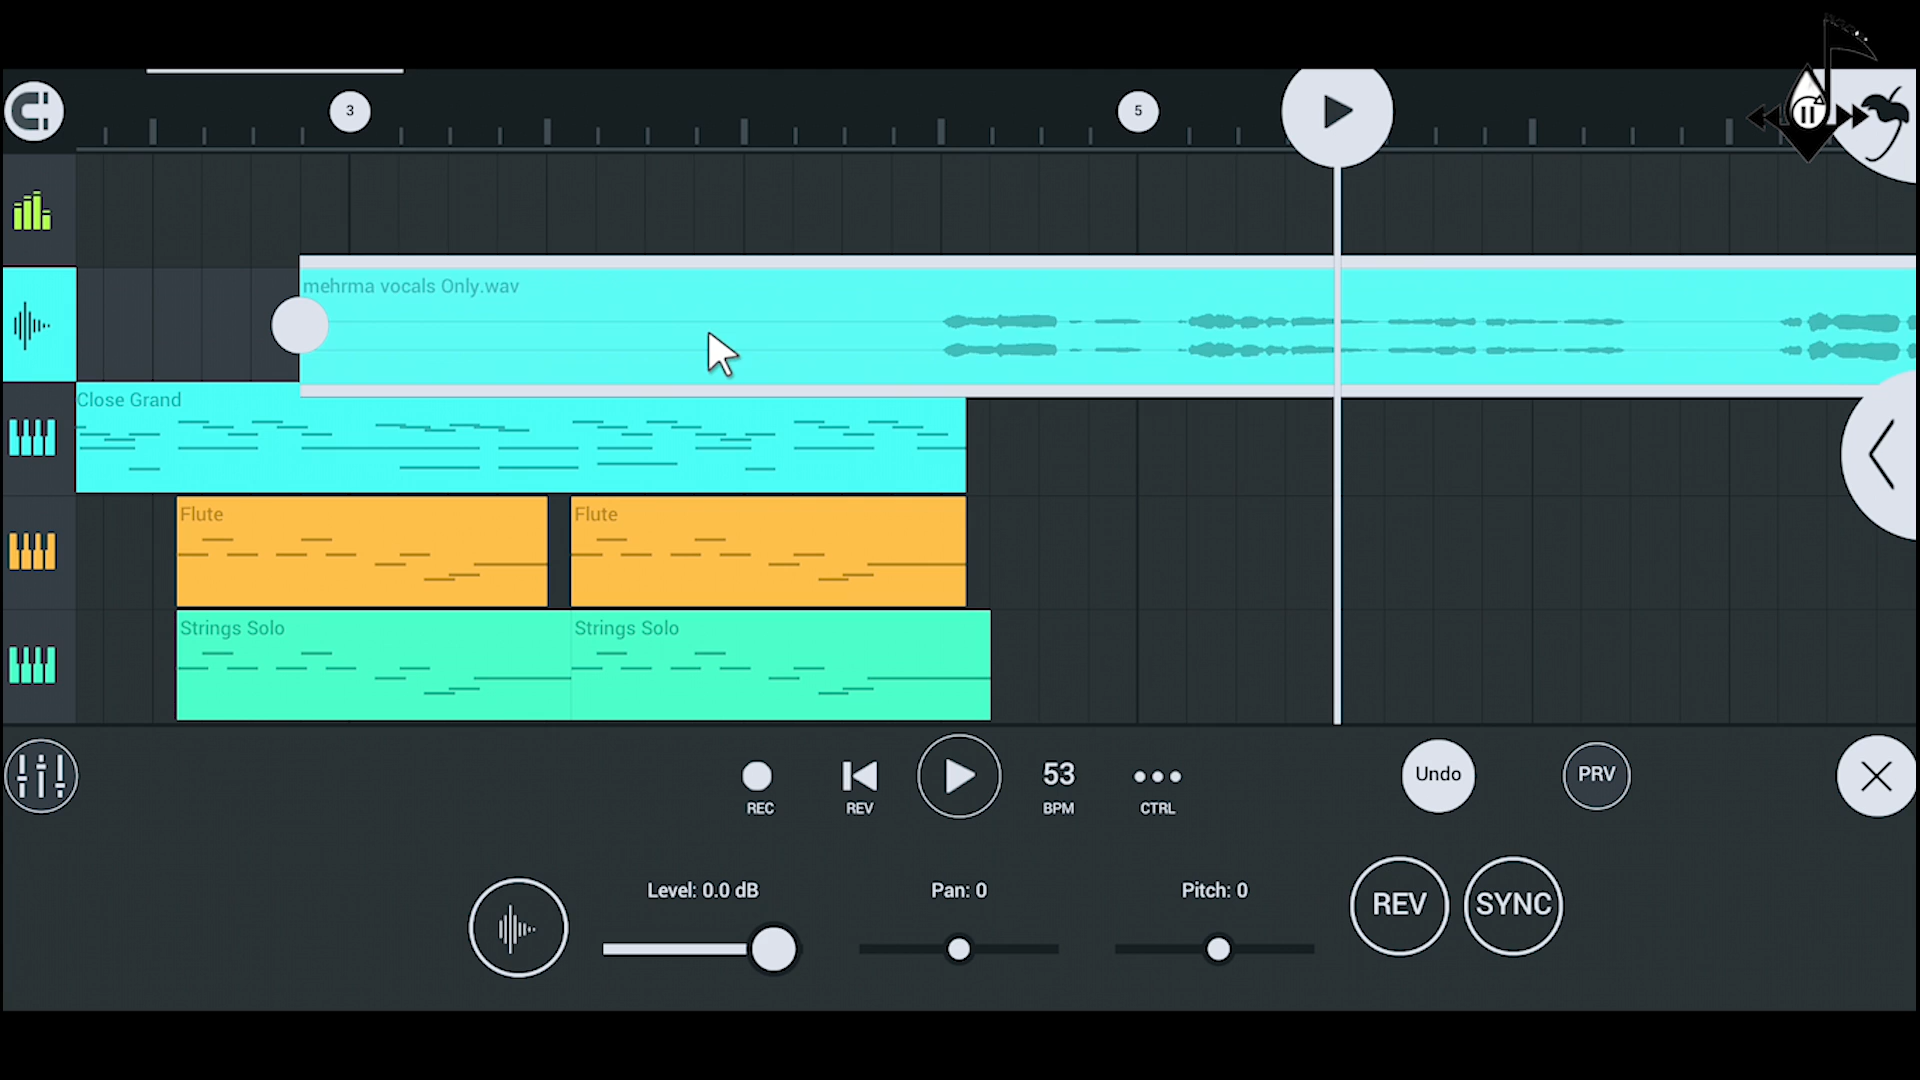 3
5
mehrma vocals Only.wav
Close Grand
Flute
Flute
Strings Solo
Strings Solo
53
Undo
PRV
REC
REV
BPM
CTRL
Level: 0.0 dB
Pan: 0
Pitch: 0
REV
SYNC